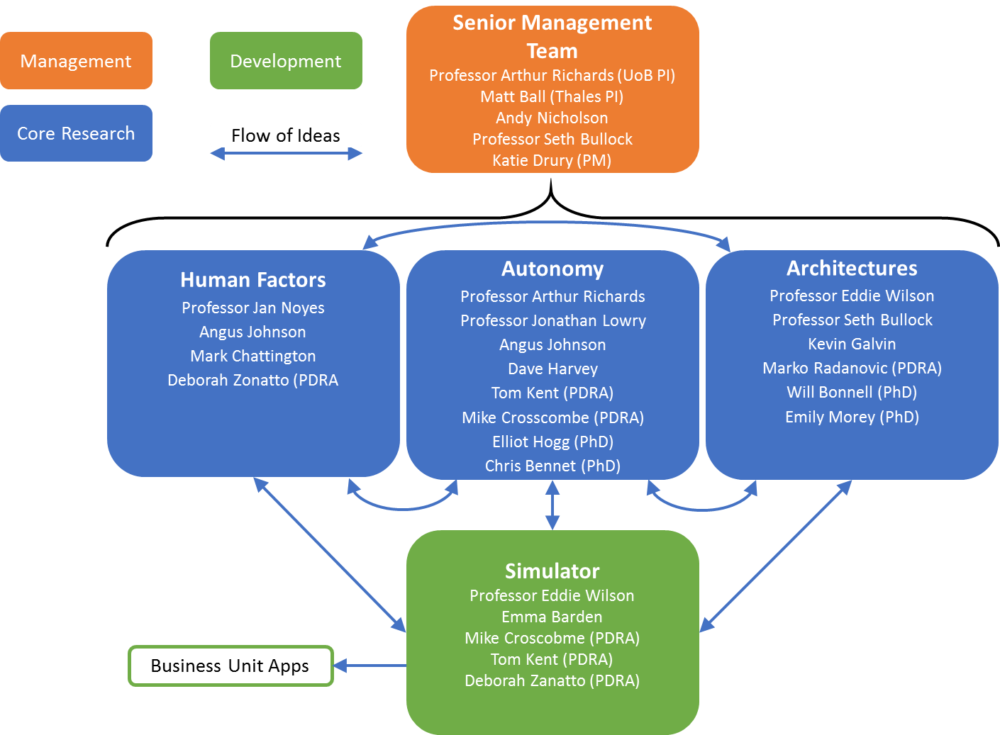 Management
Development
Core Research
Flow of Ideas
Senior Management
Team
Professor Arthur Richards (UoB PI)
Matt Ball (Thales PI)
Andy Nicholson
Professor Seth Bullock
Katie Drury (PM)
Human Factors
Professor Jan Noyes
Angus Johnson
Mark Chattington
Deborah Zonatto (PDRA
Autonomy
Professor Arthur Richards
Professor Jonathan Lowry
Angus Johnson
Dave Harvey
Tom Kent (PDRA)
Mike Crosscombe (PDRA)
Elliot Hogg (PhD)
Chris Bennet (PhD)
Architectures
Professor Eddie Wilson
Professor Seth Bullock
Kevin Galvin
Marko Radanovic (PDRA)
Will Bonnell (PhD)
Emily Morey (PhD)
Simulator
Professor Eddie Wilson
Emma Barden
Mike Croscobme (PDRA)
Tom Kent (PDRA)
Deborah Zanatto (PDRA)
Business Unit Apps